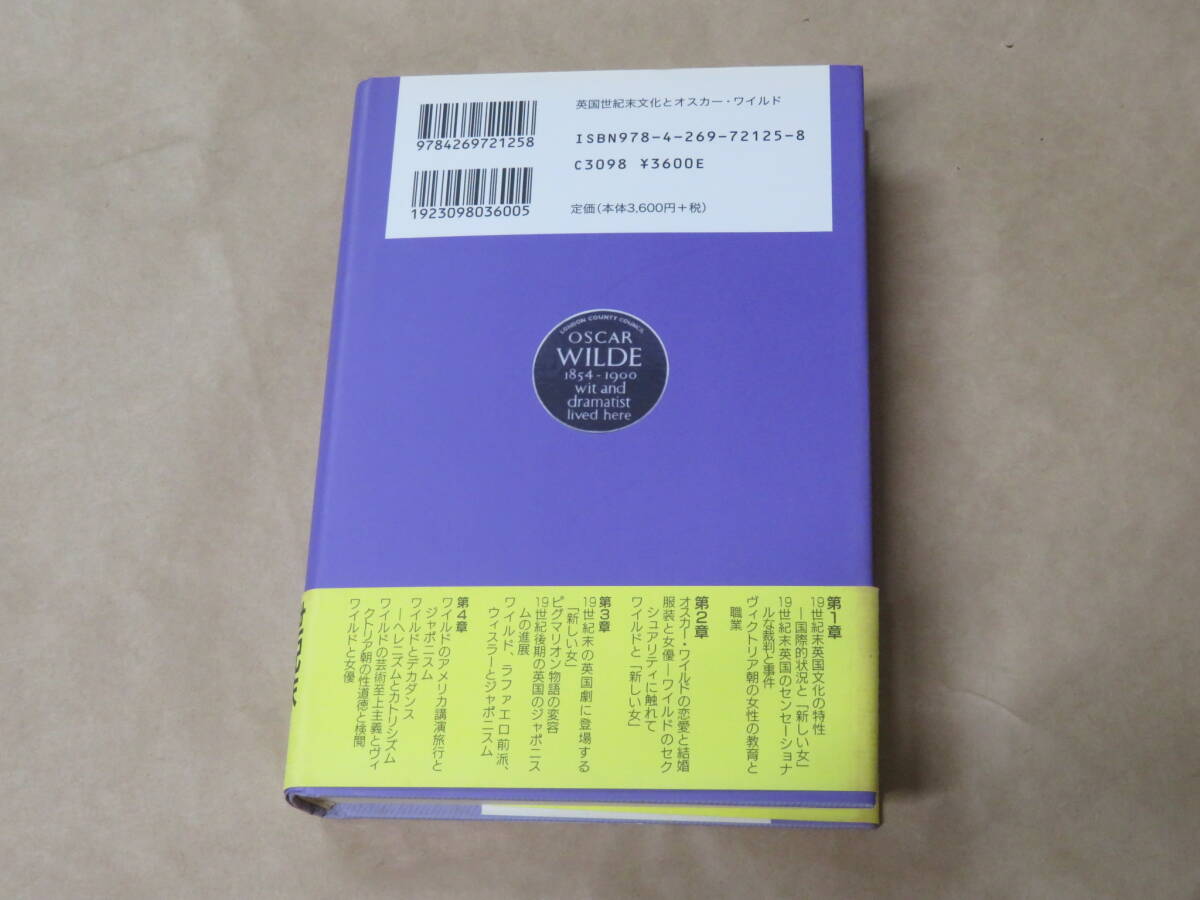 英国世紀末文化とオスカー・ワイルド
9784269721258
ISBN978-4-269-72125-8
C3098 ¥3600E
1923098036005
定価(本体3,600円+税)
LONDON COUNTY COUNCIL
OSCAR
WILDE
1854-1900
wit and
dramatist
lived here
第1章
19世紀末英国文化の特性
―国際的状況と「新しい女」
19世紀末英国のセンセーショナ
ルな裁判と事件
ヴィクトリア朝の女性の教育と
職業
第2章
オスカー・ワイルドの恋愛と結婚
服装と女優―ワイルドのセク
シュアリティに触れて
ワイルドと「新しい女」
第3章
19世紀末の英国劇に登場する
「新しい女」
ピグマリオン物語の変容
19世紀後期の英国のジャポニス
ムの進展
ワイルド、ラファエロ前派、
ウィスラーとジャポニスム
第4章
ワイルドのアメリカ講演旅行と
ジャポニスム
ワイルドとデカダンス
―ヘレニズムとカトリシズム
ワイルドの芸術至上主義とヴィ
クトリア朝の性道徳と検閲
ワイルドと女優